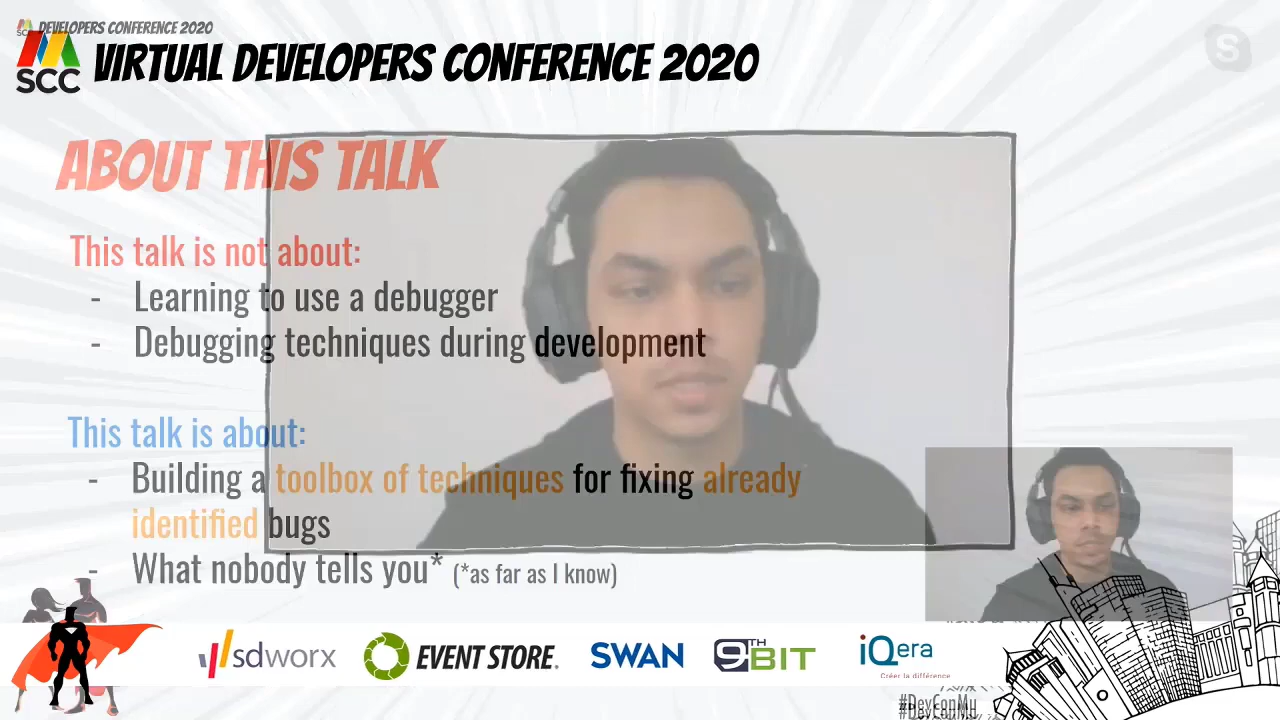 DEVELOPERS CONFERENCE 2020
SCC
VIRTUAL DEVELOPERS CONFERENCE 2020
ABOUT THIS TALK
This talk is not about:
- Learning to use a debugger
- Debugging techniques during development
This talk is about:
- Building a toolbox of techniques for fixing already
identified bugs
- What nobody tells you* (*as far as I know)
sdworx
EVENT STORE.
SWAN
9TH BIT
iQera
Créer la différence
#DevConMu